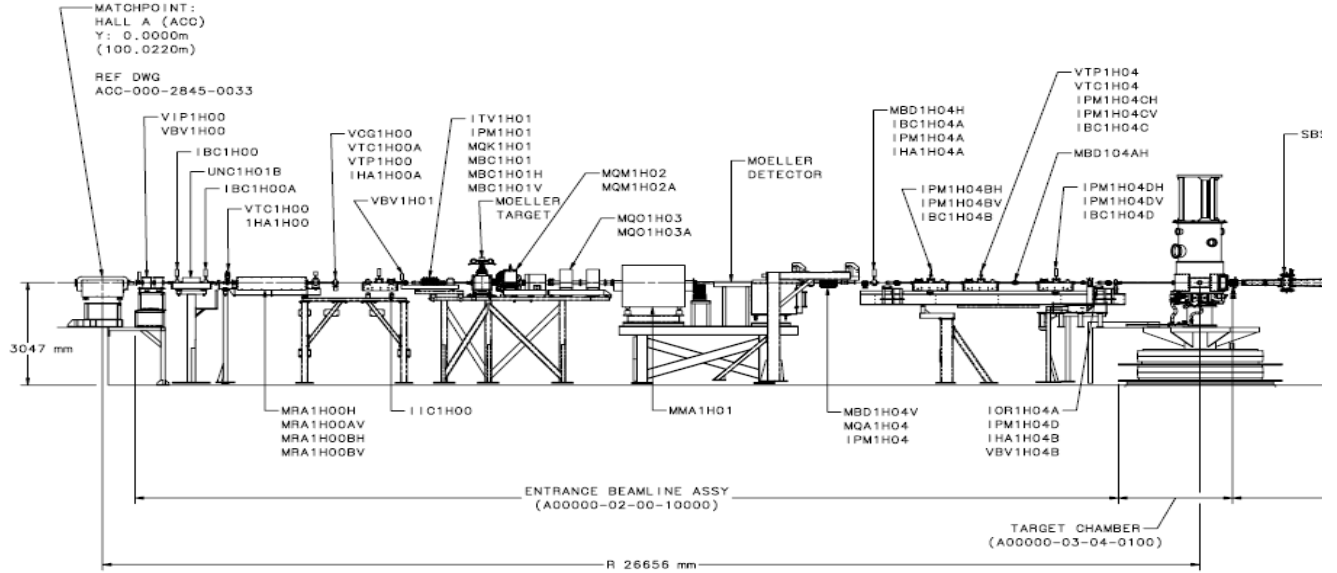 MATCHPOINT:
HALL A (ACC)
Y: 0.0000m
(100.0220m)
REF DWG
ACC-000-2845-0033
VIP1H00
VBV1H00
IBC1H00
UNC1H01B
IBC1H00A
VTC1H00
1HA1H00
VCG1H00
VTC1H00A
VTP1H00
IHA1H00A
VBV1H01
ITV1H01
IPM1H01
MQK1H01
MBC1H01
MBC1H01H
MBC1H01V
MOELLER
TARGET
MQM1H02
MQM1H02A
MQO1H03
MQO1H03A
MOELLER
DETECTOR
MBD1H04H
IBC1H04A
IPM1H04A
IHA1H04A
IPM1H04BH
IPM1H04BV
IBC1H04B
VTP1H04
VTC1H04
IPM1H04CH
IPM1H04CV
IBC1H04C
MBD104AH
IPM1H04DH
IPM1H04DV
IBC1H04D
SBS
3047 mm
MRA1H00H
MRA1H00AV
MRA1H00BH
MRA1H00BV
IIC1H00
MMA1H01
MBD1H04V
MQA1H04
IPM1H04
IOR1H04A
IPM1H04D
IHA1H04B
VBV1H04B
ENTRANCE BEAMLINE ASSY
(A00000-02-00-10000)
TARGET CHAMBER
(A00000-03-04-0100)
R 26656 mm